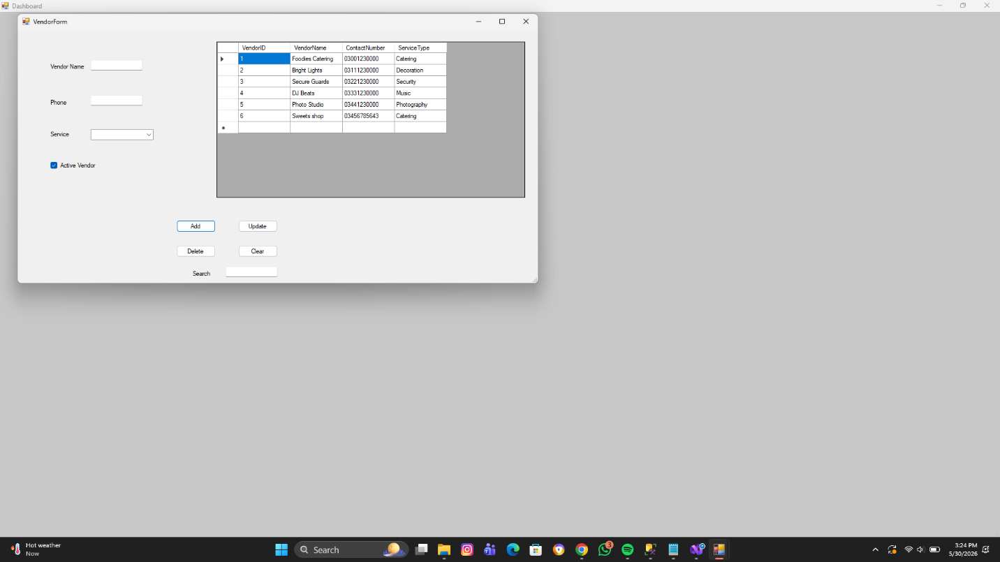 Dashboard
VendorForm
VendorID VendorName ContactNumber ServiceType
1 Foodies Catering 03001230000 Catering
2 Bright Lights 03111230000 Decoration
3 Secure Guards 03221230000 Security
4 DJ Beats 03331230000 Music
5 Photo Studio 03441230000 Photography
6 Sweets shop 03456785643 Catering
Vendor Name
Phone
Service
Active Vendor
Add Update
Delete Clear
Search
Hot weather
Now
Search
3
3:24 PM
5/30/2026